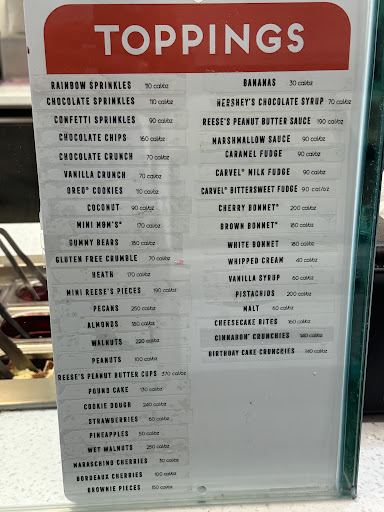 TOPPINGS
RAINBOW SPRINKLES 110 cal/oz
CHOCOLATE SPRINKLES 110 cal/oz
CONFETTI SPRINKLES 90 cal/oz
CHOCOLATE CHIPS 160 cal/oz
CHOCOLATE CRUNCH 70 cal/oz
VANILLA CRUNCH 70 cal/oz
OREO® COOKIES 110 cal/oz
COCONUT 90 cal/oz
MINI M&M'S® 170 cal/oz
GUMMY BEARS 180 cal/oz
GLUTEN FREE CRUMBLE 70 cal/oz
HEATH 170 cal/oz
MINI REESE'S PIECES 190 cal/oz
PECANS 250 cal/oz
ALMONDS 180 cal/oz
WALNUTS 220 cal/oz
PEANUTS 100 cal/oz
REESE'S PEANUT BUTTER CUPS 370 cal/oz
POUND CAKE 130 cal/oz
COOKIE DOUGH 240 cal/oz
STRAWBERRIES 60 cal/oz
PINEAPPLES 50 cal/oz
WET WALNUTS 250 cal/oz
MARASCHINO CHERRIES 30 cal/oz
BORDEAUX CHERRIES 100 cal/oz
BROWNIE PIECES 150 cal/oz
BANANAS 30 cal/oz
HERSHEY'S CHOCOLATE SYRUP 70 cal/oz
REESE'S PEANUT BUTTER SAUCE 190 cal/oz
MARSHMALLOW SAUCE 90 cal/oz
CARAMEL FUDGE 90 cal/oz
CARVEL® MILK FUDGE 90 cal/oz
CARVEL® BITTERSWEET FUDGE 90 cal/oz
CHERRY BONNET® 200 cal/oz
BROWN BONNET® 180 cal/oz
WHITE BONNET 180 cal/oz
WHIPPED CREAM 40 cal/oz
VANILLA SYRUP 60 cal/oz
PISTACHIOS 200 cal/oz
MALT 60 cal/oz
CHEESECAKE BITES 160 cal/oz
CINNABON® CRUNCHIES 140 cal/oz
BIRTHDAY CAKE CRUNCHIES 140 cal/oz